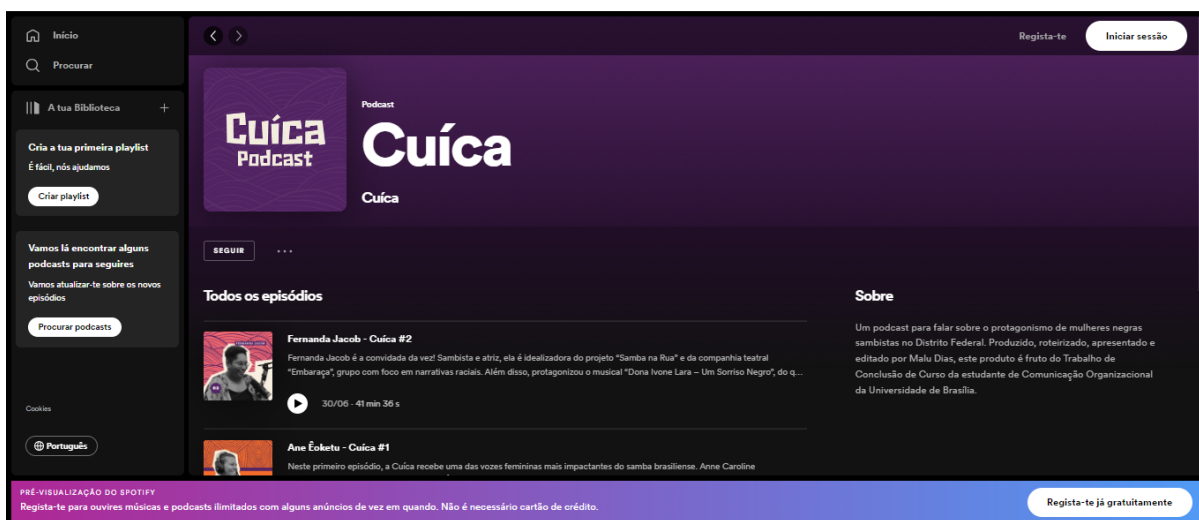 Início
Procurar
A tua Biblioteca
Cria a tua primeira playlist
É fácil, nós ajudamos
Criar playlist
Vamos lá encontrar alguns
podcasts para seguires
Vamos atualizar-te sobre os novos
episódios
Procurar podcasts
Cookies
Português
Regista-te
Iniciar sessão
Cuíca
Podcast
Podcast
Cuíca
Cuíca
SEGUIR
Todos os episódios
FERNANDA JACOB
Fernanda Jacob - Cuíca #2
Fernanda Jacob é a convidada da vez! Sambista e atriz, ela é idealizadora do projeto "Samba na Rua" e da companhia teatral
"Embaraça", grupo com foco em narrativas raciais. Além disso, protagonizou o musical "Dona Ivone Lara – Um Sorriso Negro", do q...
30/06 · 41 min 36 s
Ane Êoketu - Cuíca #1
Neste primeiro episódio, a Cuíca recebe uma das vozes femininas mais impactantes do samba brasiliense. Anne Caroline
Sobre
Um podcast para falar sobre o protagonismo de mulheres negras
sambistas no Distrito Federal. Produzido, roteirizado, apresentado e
editado por Malu Dias, este produto é fruto do Trabalho de
Conclusão de Curso da estudante de Comunicação Organizacional
da Universidade de Brasília.
PRÉ-VISUALIZAÇÃO DO SPOTIFY
Regista-te para ouvires músicas e podcasts ilimitados com alguns anúncios de vez em quando. Não é necessário cartão de crédito.
Regista-te já gratuitamente